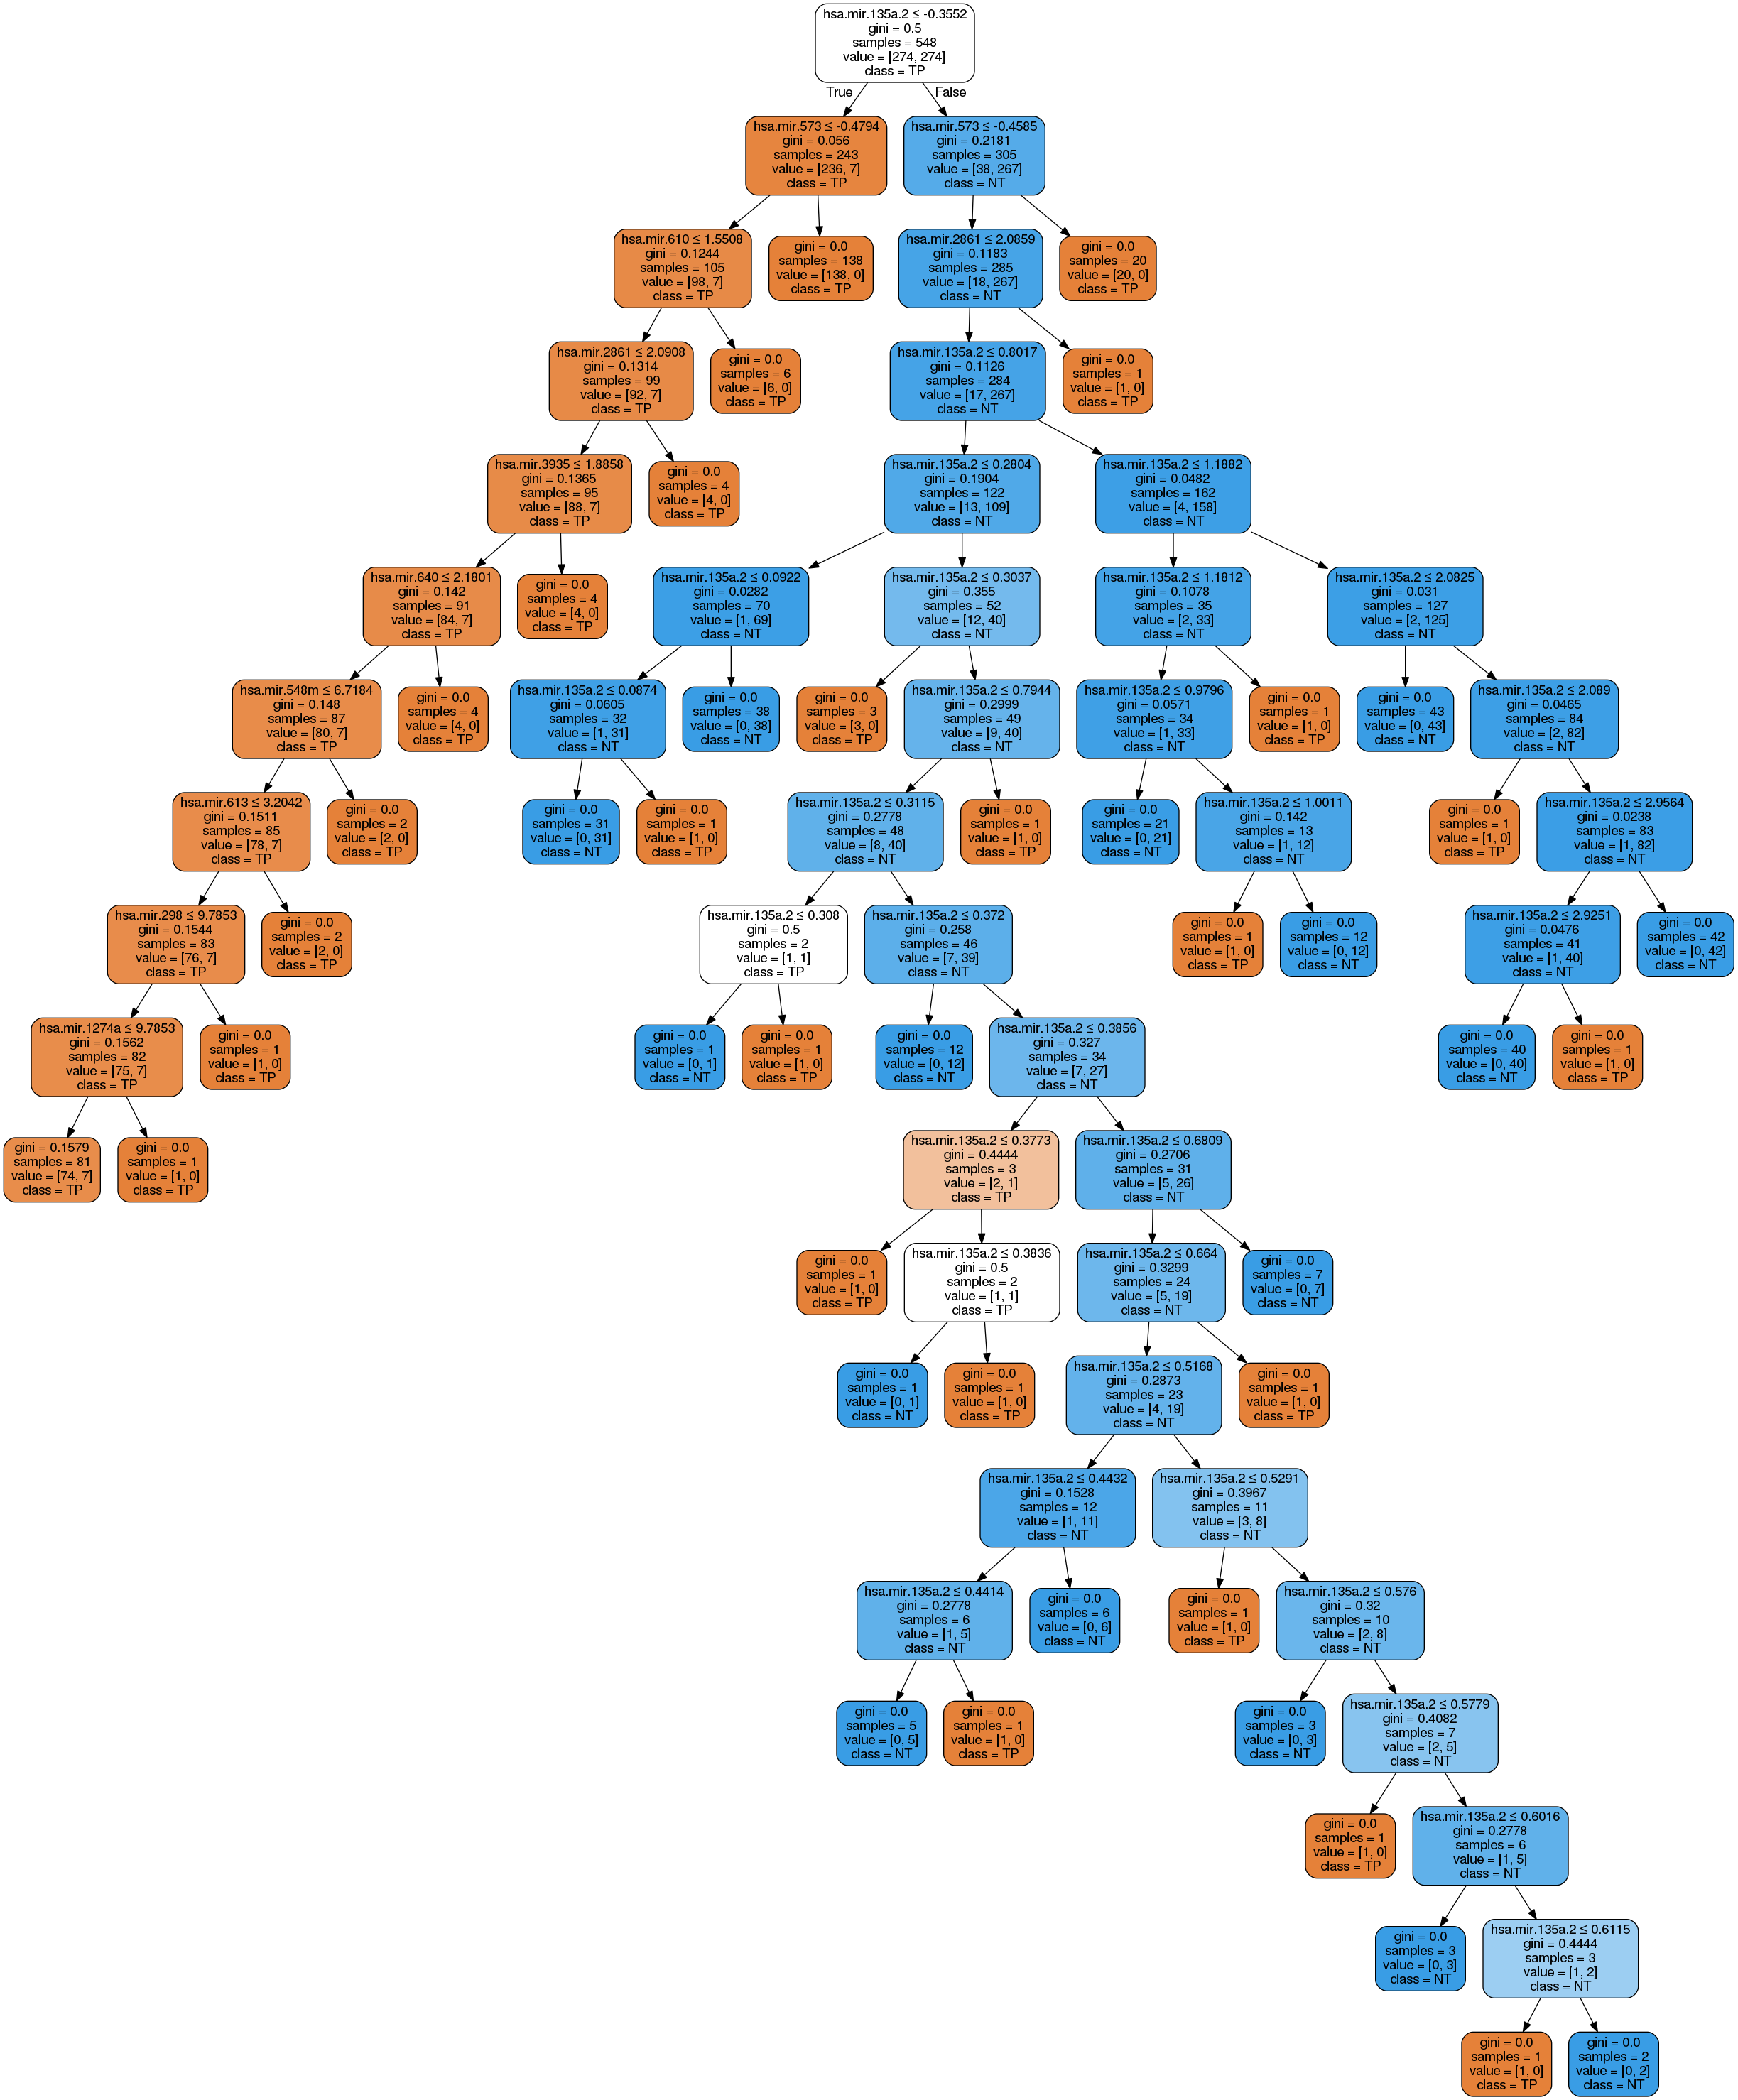 hsa.mir.135a.2 ≤ -0.3552
gini = 0.5
samples = 548
value = [274, 274]
class = TP
True
False
hsa.mir.573 ≤ -0.4794
gini = 0.056
samples = 243
value = [236, 7]
class = TP
hsa.mir.573 ≤ -0.4585
gini = 0.2181
samples = 305
value = [38, 267]
class = NT
hsa.mir.610 ≤ 1.5508
gini = 0.1244
samples = 105
value = [98, 7]
class = TP
gini = 0.0
samples = 138
value = [138, 0]
class = TP
hsa.mir.2861 ≤ 2.0859
gini = 0.1183
samples = 285
value = [18, 267]
class = NT
gini = 0.0
samples = 20
value = [20, 0]
class = TP
hsa.mir.2861 ≤ 2.0908
gini = 0.1314
samples = 99
value = [92, 7]
class = TP
gini = 0.0
samples = 6
value = [6, 0]
class = TP
hsa.mir.135a.2 ≤ 0.8017
gini = 0.1126
samples = 284
value = [17, 267]
class = NT
gini = 0.0
samples = 1
value = [1, 0]
class = TP
hsa.mir.3935 ≤ 1.8858
gini = 0.1365
samples = 95
value = [88, 7]
class = TP
gini = 0.0
samples = 4
value = [4, 0]
class = TP
hsa.mir.135a.2 ≤ 0.2804
gini = 0.1904
samples = 122
value = [13, 109]
class = NT
hsa.mir.135a.2 ≤ 1.1882
gini = 0.0482
samples = 162
value = [4, 158]
class = NT
hsa.mir.640 ≤ 2.1801
gini = 0.142
samples = 91
value = [84, 7]
class = TP
gini = 0.0
samples = 4
value = [4, 0]
class = TP
hsa.mir.135a.2 ≤ 0.0922
gini = 0.0282
samples = 70
value = [1, 69]
class = NT
hsa.mir.135a.2 ≤ 0.3037
gini = 0.355
samples = 52
value = [12, 40]
class = NT
hsa.mir.135a.2 ≤ 1.1812
gini = 0.1078
samples = 35
value = [2, 33]
class = NT
hsa.mir.135a.2 ≤ 2.0825
gini = 0.031
samples = 127
value = [2, 125]
class = NT
hsa.mir.548m ≤ 6.7184
gini = 0.148
samples = 87
value = [80, 7]
class = TP
gini = 0.0
samples = 4
value = [4, 0]
class = TP
hsa.mir.135a.2 ≤ 0.0874
gini = 0.0605
samples = 32
value = [1, 31]
class = NT
gini = 0.0
samples = 38
value = [0, 38]
class = NT
gini = 0.0
samples = 3
value = [3, 0]
class = TP
hsa.mir.135a.2 ≤ 0.7944
gini = 0.2999
samples = 49
value = [9, 40]
class = NT
hsa.mir.135a.2 ≤ 0.9796
gini = 0.0571
samples = 34
value = [1, 33]
class = NT
gini = 0.0
samples = 1
value = [1, 0]
class = TP
gini = 0.0
samples = 43
value = [0, 43]
class = NT
hsa.mir.135a.2 ≤ 2.089
gini = 0.0465
samples = 84
value = [2, 82]
class = NT
hsa.mir.613 ≤ 3.2042
gini = 0.1511
samples = 85
value = [78, 7]
class = TP
gini = 0.0
samples = 2
value = [2, 0]
class = TP
gini = 0.0
samples = 31
value = [0, 31]
class = NT
gini = 0.0
samples = 1
value = [1, 0]
class = TP
hsa.mir.135a.2 ≤ 0.3115
gini = 0.2778
samples = 48
value = [8, 40]
class = NT
gini = 0.0
samples = 1
value = [1, 0]
class = TP
gini = 0.0
samples = 21
value = [0, 21]
class = NT
hsa.mir.135a.2 ≤ 1.0011
gini = 0.142
samples = 13
value = [1, 12]
class = NT
gini = 0.0
samples = 1
value = [1, 0]
class = TP
hsa.mir.135a.2 ≤ 2.9564
gini = 0.0238
samples = 83
value = [1, 82]
class = NT
hsa.mir.298 ≤ 9.7853
gini = 0.1544
samples = 83
value = [76, 7]
class = TP
gini = 0.0
samples = 2
value = [2, 0]
class = TP
hsa.mir.135a.2 ≤ 0.308
gini = 0.5
samples = 2
value = [1, 1]
class = TP
hsa.mir.135a.2 ≤ 0.372
gini = 0.258
samples = 46
value = [7, 39]
class = NT
gini = 0.0
samples = 1
value = [1, 0]
class = TP
gini = 0.0
samples = 12
value = [0, 12]
class = NT
hsa.mir.135a.2 ≤ 2.9251
gini = 0.0476
samples = 41
value = [1, 40]
class = NT
gini = 0.0
samples = 42
value = [0, 42]
class = NT
hsa.mir.1274a ≤ 9.7853
gini = 0.1562
samples = 82
value = [75, 7]
class = TP
gini = 0.0
samples = 1
value = [1, 0]
class = TP
gini = 0.0
samples = 1
value = [0, 1]
class = NT
gini = 0.0
samples = 1
value = [1, 0]
class = TP
gini = 0.0
samples = 12
value = [0, 12]
class = NT
hsa.mir.135a.2 ≤ 0.3856
gini = 0.327
samples = 34
value = [7, 27]
class = NT
gini = 0.0
samples = 40
value = [0, 40]
class = NT
gini = 0.0
samples = 1
value = [1, 0]
class = TP
gini = 0.1579
samples = 81
value = [74, 7]
class = TP
gini = 0.0
samples = 1
value = [1, 0]
class = TP
hsa.mir.135a.2 ≤ 0.3773
gini = 0.4444
samples = 3
value = [2, 1]
class = TP
hsa.mir.135a.2 ≤ 0.6809
gini = 0.2706
samples = 31
value = [5, 26]
class = NT
gini = 0.0
samples = 1
value = [1, 0]
class = TP
hsa.mir.135a.2 ≤ 0.3836
gini = 0.5
samples = 2
value = [1, 1]
class = TP
hsa.mir.135a.2 ≤ 0.664
gini = 0.3299
samples = 24
value = [5, 19]
class = NT
gini = 0.0
samples = 7
value = [0, 7]
class = NT
gini = 0.0
samples = 1
value = [0, 1]
class = NT
gini = 0.0
samples = 1
value = [1, 0]
class = TP
hsa.mir.135a.2 ≤ 0.5168
gini = 0.2873
samples = 23
value = [4, 19]
class = NT
gini = 0.0
samples = 1
value = [1, 0]
class = TP
hsa.mir.135a.2 ≤ 0.4432
gini = 0.1528
samples = 12
value = [1, 11]
class = NT
hsa.mir.135a.2 ≤ 0.5291
gini = 0.3967
samples = 11
value = [3, 8]
class = NT
hsa.mir.135a.2 ≤ 0.4414
gini = 0.2778
samples = 6
value = [1, 5]
class = NT
gini = 0.0
samples = 6
value = [0, 6]
class = NT
gini = 0.0
samples = 1
value = [1, 0]
class = TP
hsa.mir.135a.2 ≤ 0.576
gini = 0.32
samples = 10
value = [2, 8]
class = NT
gini = 0.0
samples = 5
value = [0, 5]
class = NT
gini = 0.0
samples = 1
value = [1, 0]
class = TP
gini = 0.0
samples = 3
value = [0, 3]
class = NT
hsa.mir.135a.2 ≤ 0.5779
gini = 0.4082
samples = 7
value = [2, 5]
class = NT
gini = 0.0
samples = 1
value = [1, 0]
class = TP
hsa.mir.135a.2 ≤ 0.6016
gini = 0.2778
samples = 6
value = [1, 5]
class = NT
gini = 0.0
samples = 3
value = [0, 3]
class = NT
hsa.mir.135a.2 ≤ 0.6115
gini = 0.4444
samples = 3
value = [1, 2]
class = NT
gini = 0.0
samples = 1
value = [1, 0]
class = TP
gini = 0.0
samples = 2
value = [0, 2]
class = NT